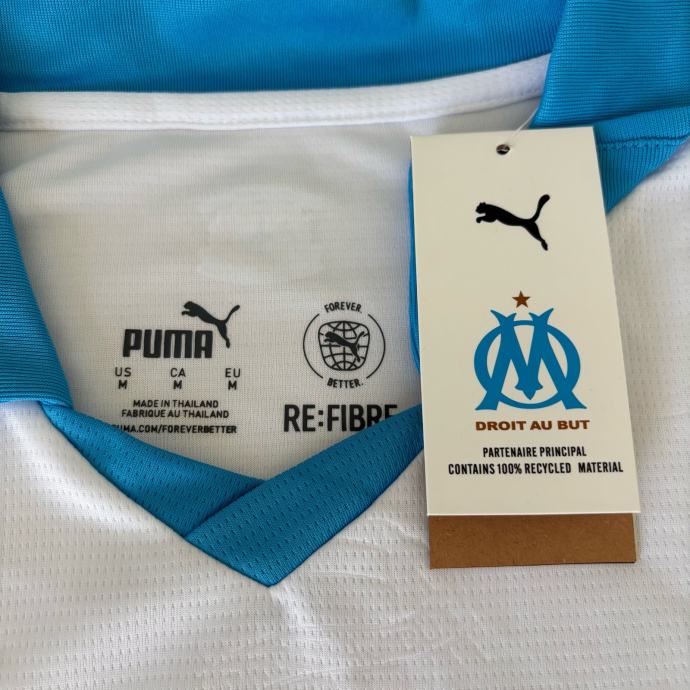 PUMA
US CA EU
M M M
MADE IN THAILAND
FABRIQUE AU THAILAND
PUMA.COM/FOREVERBETTER
FOREVER.
BETTER.
RE:FIBRE
DROIT AU BUT
PARTENAIRE PRINCIPAL
CONTAINS 100% RECYCLED MATERIAL